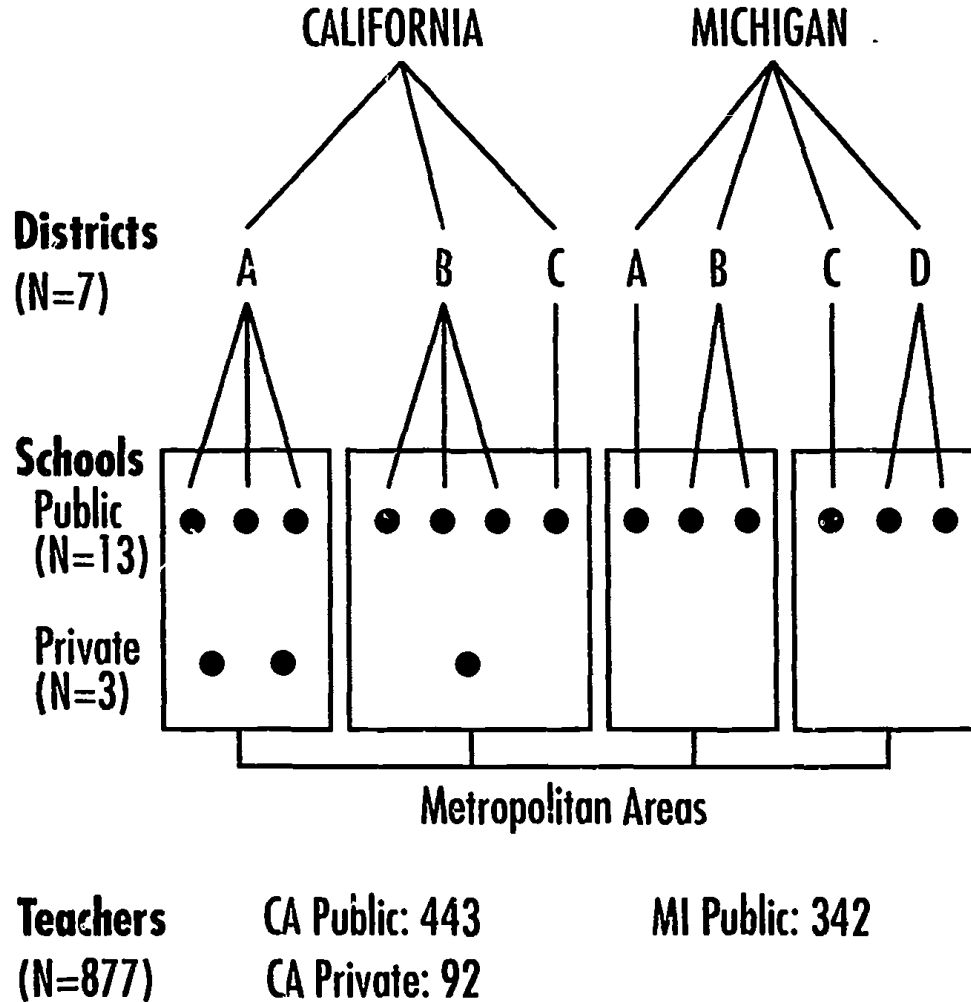 CALIFORNIA MICHIGAN
Districts
(N=7)
A B C A B C D
Schools
Public
(N=13)
Private
(N=3)
Metropolitan Areas
Teachers CA Public: 443 MI Public: 342
(N=877) CA Private: 92